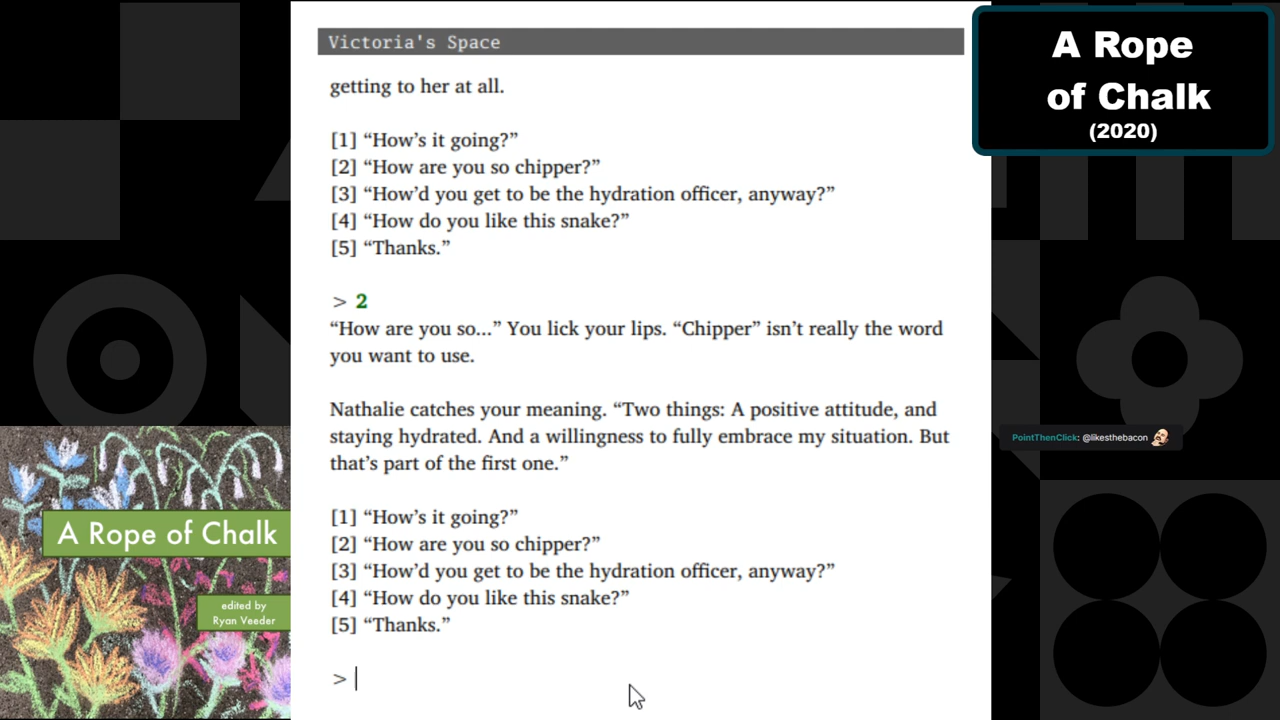 Victoria's Space
getting to her at all.
[1] “How’s it going?”
[2] “How are you so chipper?”
[3] “How’d you get to be the hydration officer, anyway?”
[4] “How do you like this snake?”
[5] “Thanks.”
> 2
“How are you so...” You lick your lips. “Chipper” isn’t really the word
you want to use.
Nathalie catches your meaning. “Two things: A positive attitude, and
staying hydrated. And a willingness to fully embrace my situation. But
that’s part of the first one.”
[1] “How’s it going?”
[2] “How are you so chipper?”
[3] “How’d you get to be the hydration officer, anyway?”
[4] “How do you like this snake?”
[5] “Thanks.”
>
A Rope
of Chalk
(2020)
PointThenClick: @likesthebacon
A Rope of Chalk
edited by
Ryan Veeder